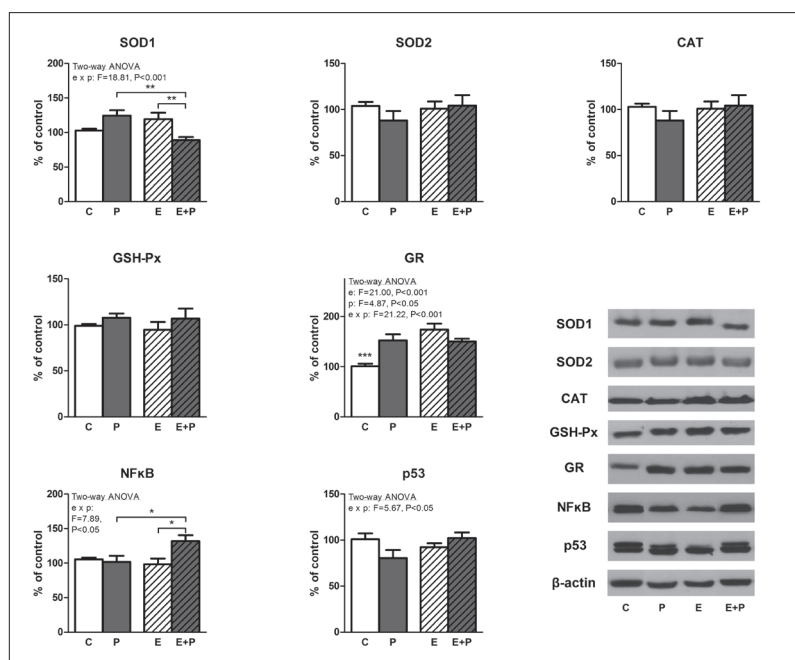 SOD1
Two-way ANOVA
e x p: F=18.81, P<0.001
**
**
% of control
200
150
100
50
0
C P E E+P
SOD2
% of control
150
100
50
0
C P E E+P
CAT
% of control
150
100
50
0
C P E E+P
GSH-Px
% of control
150
100
50
0
C P E E+P
GR
Two-way ANOVA
e: F=21.00, P<0.001
p: F=4.87, P<0.05
e x p: F=21.22, P<0.001
***
% of control
200
100
0
C P E E+P
NFκB
Two-way ANOVA
e x p:
F=7.89,
P<0.05
*
*
% of control
200
150
100
50
0
C P E E+P
p53
Two-way ANOVA
e x p: F=5.67, P<0.05
% of control
150
100
50
0
C P E E+P
SOD1
SOD2
CAT
GSH-Px
GR
NFκB
p53
β-actin
C P E E+P